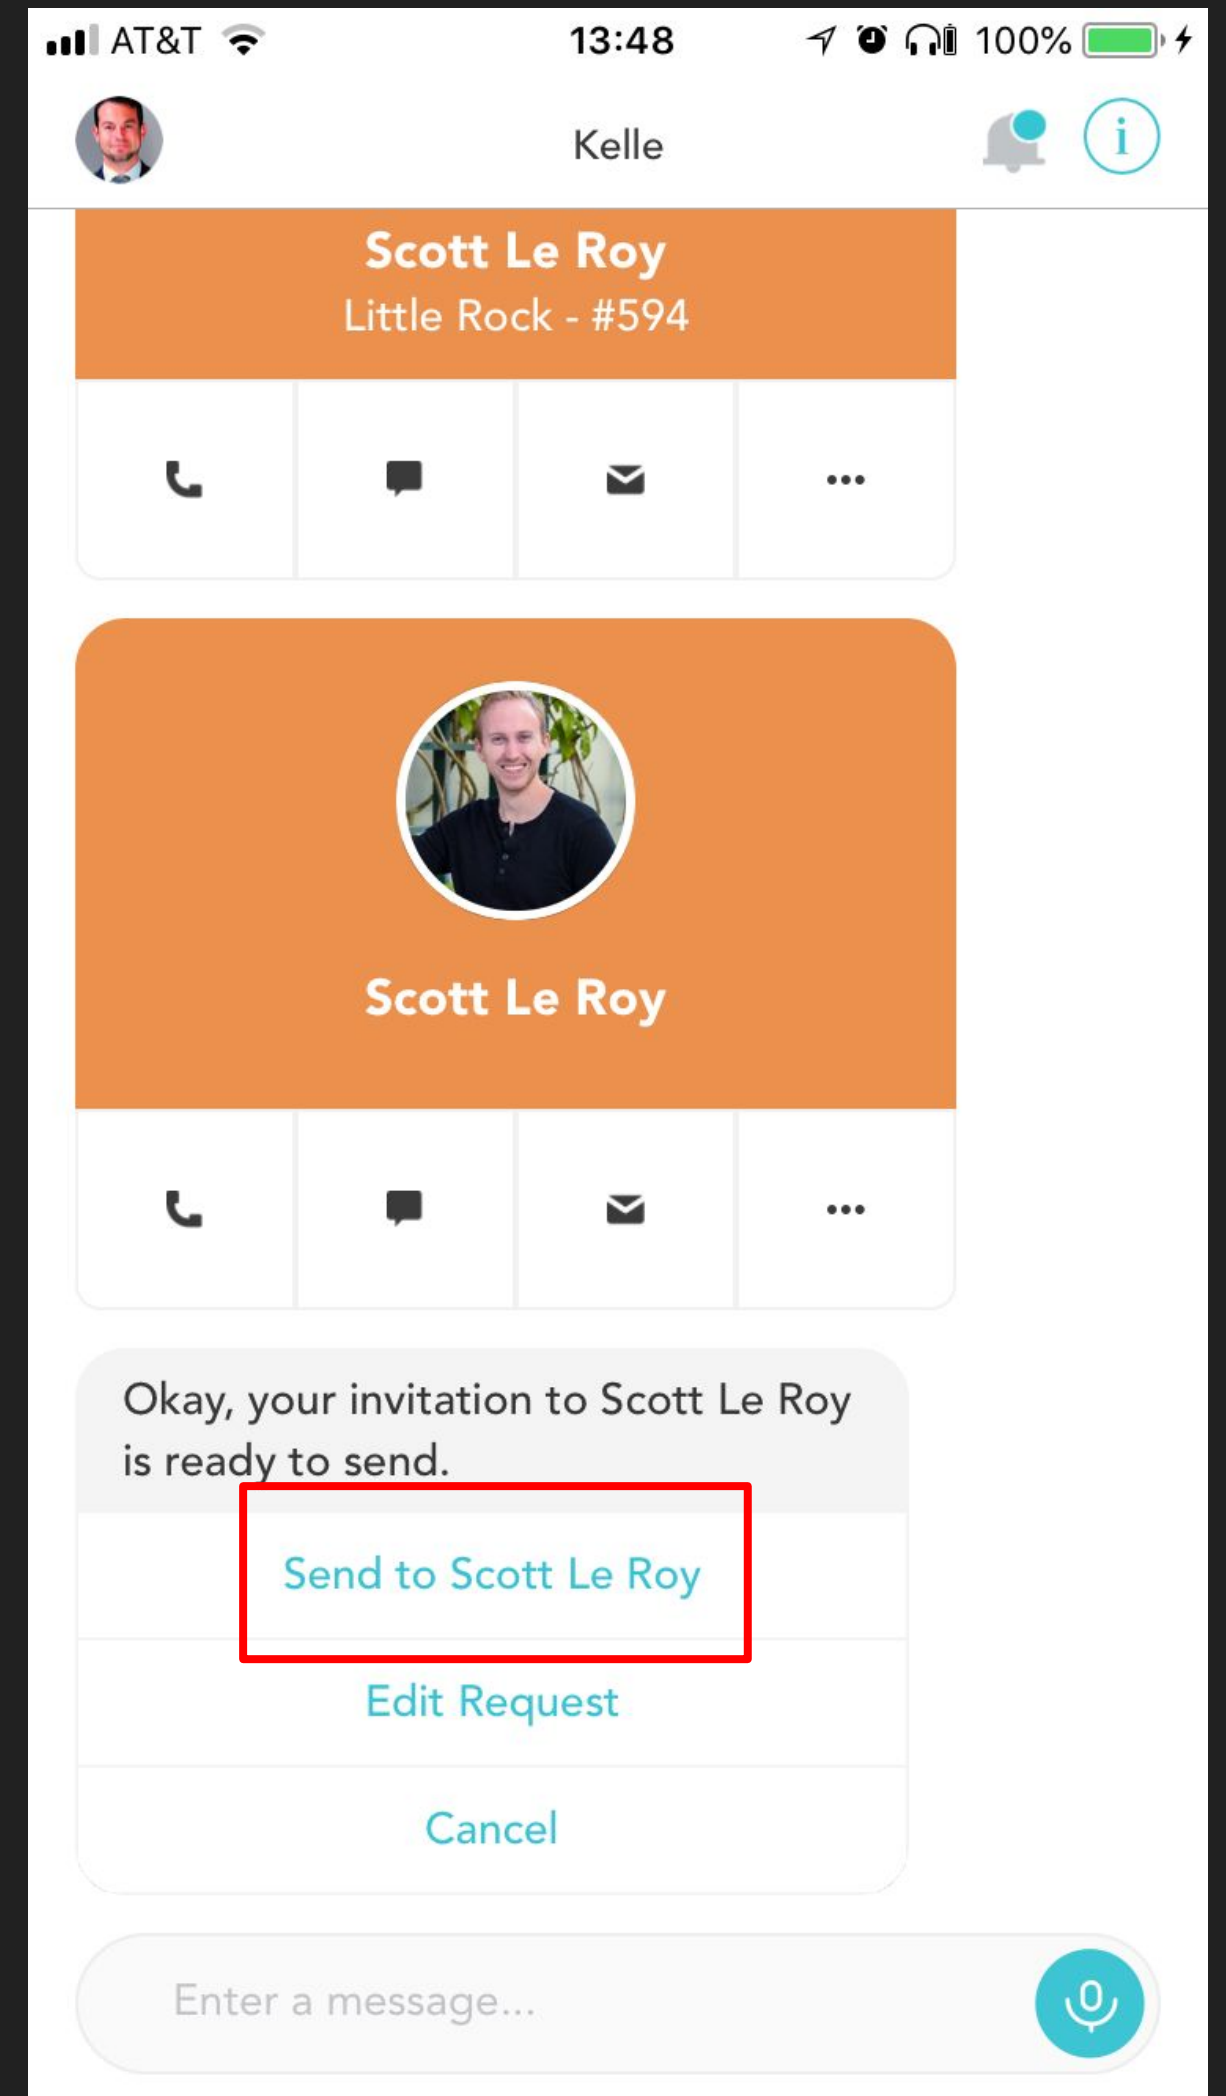 AT&T 13:48 100%
Kelle
i
Scott Le Roy
Little Rock - #594
Scott Le Roy
Okay, your invitation to Scott Le Roy
is ready to send.
Send to Scott Le Roy
Edit Request
Cancel
Enter a message...